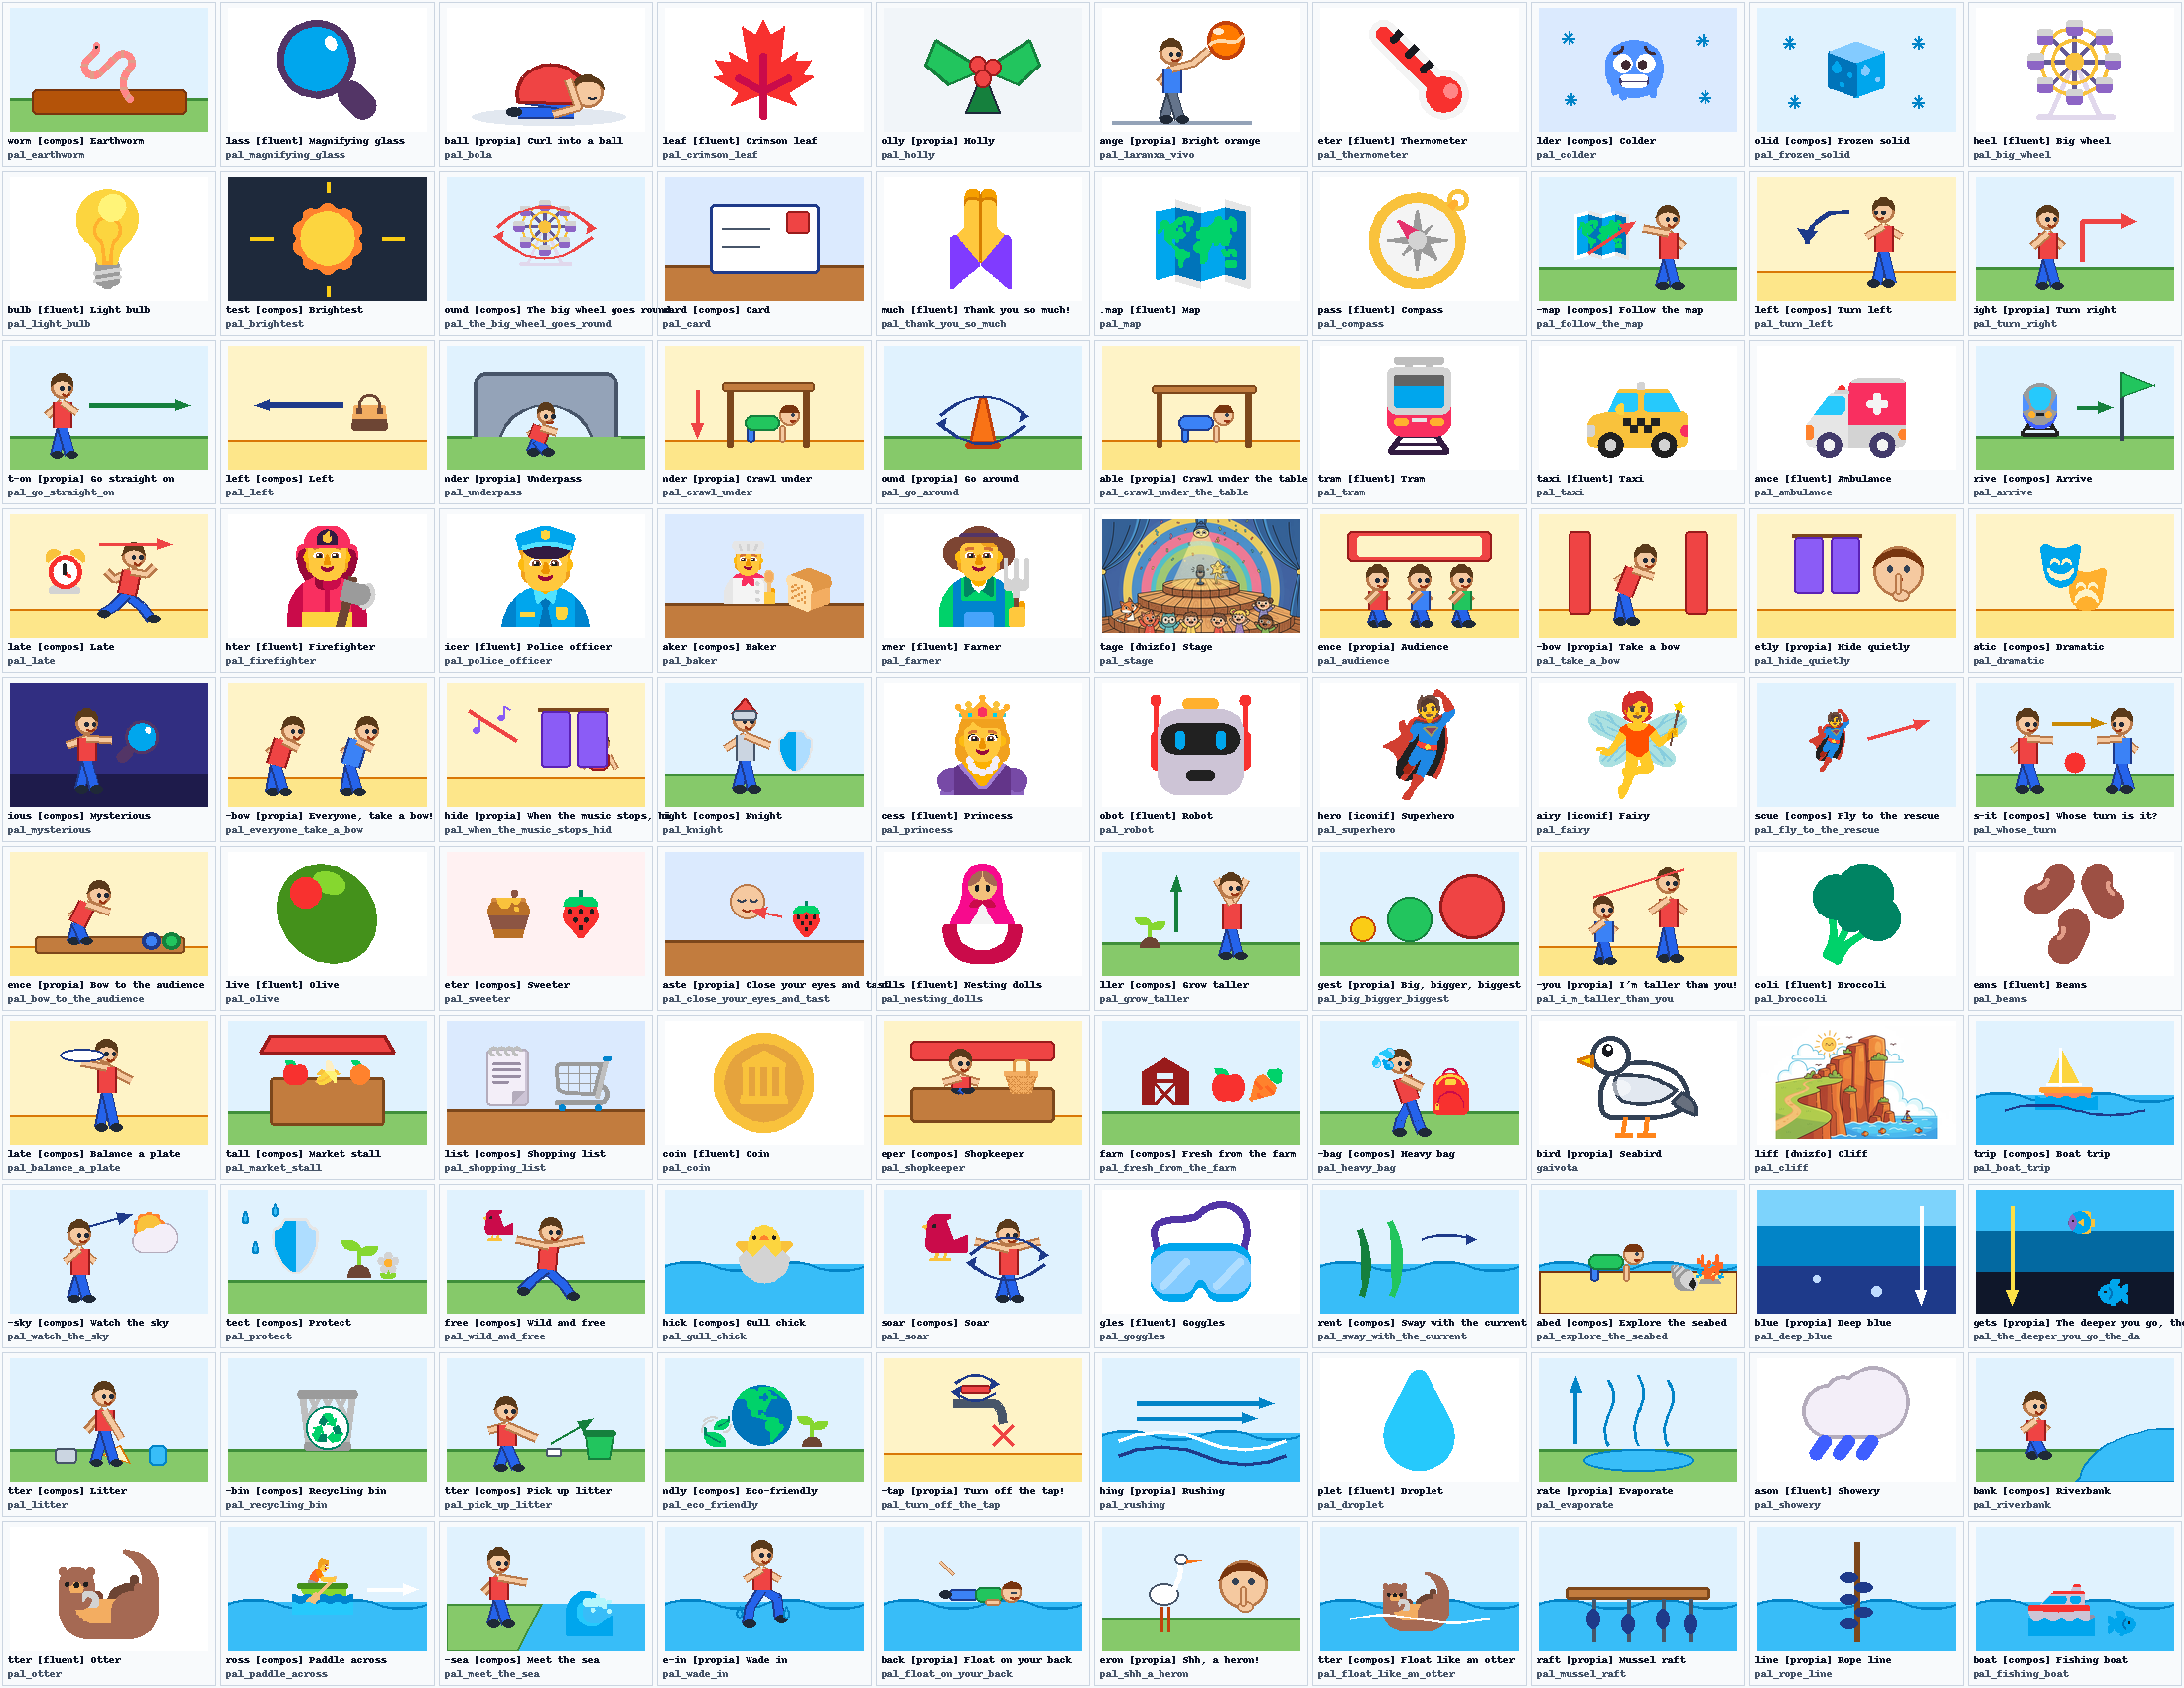 worm [compos] Earthworm
pal_earthworm
lass [fluent] Magnifying glass
pal_magnifying_glass
ball [propia] Curl into a ball
pal_bola
leaf [fluent] Crimson leaf
pal_crimson_leaf
olly [propia] Holly
pal_holly
ange [propia] Bright orange
pal_laranxa_vivo
eter [fluent] Thermometer
pal_thermometer
lder [compos] Colder
pal_colder
olid [compos] Frozen solid
pal_frozen_solid
heel [fluent] Big wheel
pal_big_wheel
bulb [fluent] Light bulb
pal_light_bulb
test [compos] Brightest
pal_brightest
ound [compos] The big wheel goes round
pal_the_big_wheel_goes_round
ard [compos] Card
pal_card
much [fluent] Thank you so much!
pal_thank_you_so_much
.map [fluent] Map
pal_map
pass [fluent] Compass
pal_compass
-map [compos] Follow the map
pal_follow_the_map
left [compos] Turn left
pal_turn_left
ight [propia] Turn right
pal_turn_right
t-on [propia] Go straight on
pal_go_straight_on
left [compos] Left
pal_left
nder [propia] Underpass
pal_underpass
nder [propia] Crawl under
pal_crawl_under
ound [propia] Go around
pal_go_around
able [propia] Crawl under the table
pal_crawl_under_the_table
tram [fluent] Tram
pal_tram
taxi [fluent] Taxi
pal_taxi
ance [fluent] Ambulance
pal_ambulance
rive [compos] Arrive
pal_arrive
late [compos] Late
pal_late
hter [fluent] Firefighter
pal_firefighter
icer [fluent] Police officer
pal_police_officer
aker [compos] Baker
pal_baker
rmer [fluent] Farmer
pal_farmer
tage [dnizfo] Stage
pal_stage
ence [propia] Audience
pal_audience
-bow [propia] Take a bow
pal_take_a_bow
etly [propia] Hide quietly
pal_hide_quietly
atic [compos] Dramatic
pal_dramatic
ious [compos] Mysterious
pal_mysterious
-bow [propia] Everyone, take a bow!
pal_everyone_take_a_bow
hide [propia] When the music stops,
pal_when_the_music_stops_hid
ight [compos] Knight
pal_knight
cess [fluent] Princess
pal_princess
obot [fluent] Robot
pal_robot
hero [iconif] Superhero
pal_superhero
airy [iconif] Fairy
pal_fairy
scue [compos] Fly to the rescue
pal_fly_to_the_rescue
s-it [compos] Whose turn is it?
pal_whose_turn
ence [propia] Bow to the audience
pal_bow_to_the_audience
live [fluent] Olive
pal_olive
eter [compos] Sweeter
pal_sweeter
aste [propia] Close your eyes and tast
pal_close_your_eyes_and_tast
lls [fluent] Nesting dolls
pal_nesting_dolls
ller [compos] Grow taller
pal_grow_taller
gest [propia] Big, bigger, biggest
pal_big_bigger_biggest
-you [propia] I'm taller than you!
pal_i_m_taller_than_you
coli [fluent] Broccoli
pal_broccoli
eans [fluent] Beans
pal_beans
late [compos] Balance a plate
pal_balance_a_plate
tall [compos] Market stall
pal_market_stall
list [compos] Shopping list
pal_shopping_list
coin [fluent] Coin
pal_coin
eper [compos] Shopkeeper
pal_shopkeeper
farm [compos] Fresh from the farm
pal_fresh_from_the_farm
-bag [compos] Heavy bag
pal_heavy_bag
bird [propia] Seabird
gaivota
liff [dnizfo] Cliff
pal_cliff
trip [compos] Boat trip
pal_boat_trip
-sky [compos] Watch the sky
pal_watch_the_sky
tect [compos] Protect
pal_protect
free [compos] Wild and free
pal_wild_and_free
hick [compos] Gull chick
pal_gull_chick
soar [compos] Soar
pal_soar
gles [fluent] Goggles
pal_goggles
rent [compos] Sway with the current
pal_sway_with_the_current
abed [compos] Explore the seabed
pal_explore_the_seabed
blue [propia] Deep blue
pal_deep_blue
gets [propia] The deeper you go, the
pal_the_deeper_you_go_the_da
tter [compos] Litter
pal_litter
-bin [compos] Recycling bin
pal_recycling_bin
tter [compos] Pick up litter
pal_pick_up_litter
ndly [compos] Eco-friendly
pal_eco_friendly
-tap [propia] Turn off the tap!
pal_turn_off_the_tap
hing [propia] Rushing
pal_rushing
plet [fluent] Droplet
pal_droplet
rate [propia] Evaporate
pal_evaporate
ason [fluent] Showery
pal_showery
bank [compos] Riverbank
pal_riverbank
tter [fluent] Otter
pal_otter
ross [compos] Paddle across
pal_paddle_across
-sea [compos] Meet the sea
pal_meet_the_sea
e-in [propia] Wade in
pal_wade_in
back [propia] Float on your back
pal_float_on_your_back
eron [propia] Shh, a heron!
pal_shh_a_heron
tter [compos] Float like an otter
pal_float_like_an_otter
raft [propia] Mussel raft
pal_mussel_raft
line [propia] Rope line
pal_rope_line
boat [compos] Fishing boat
pal_fishing_boat